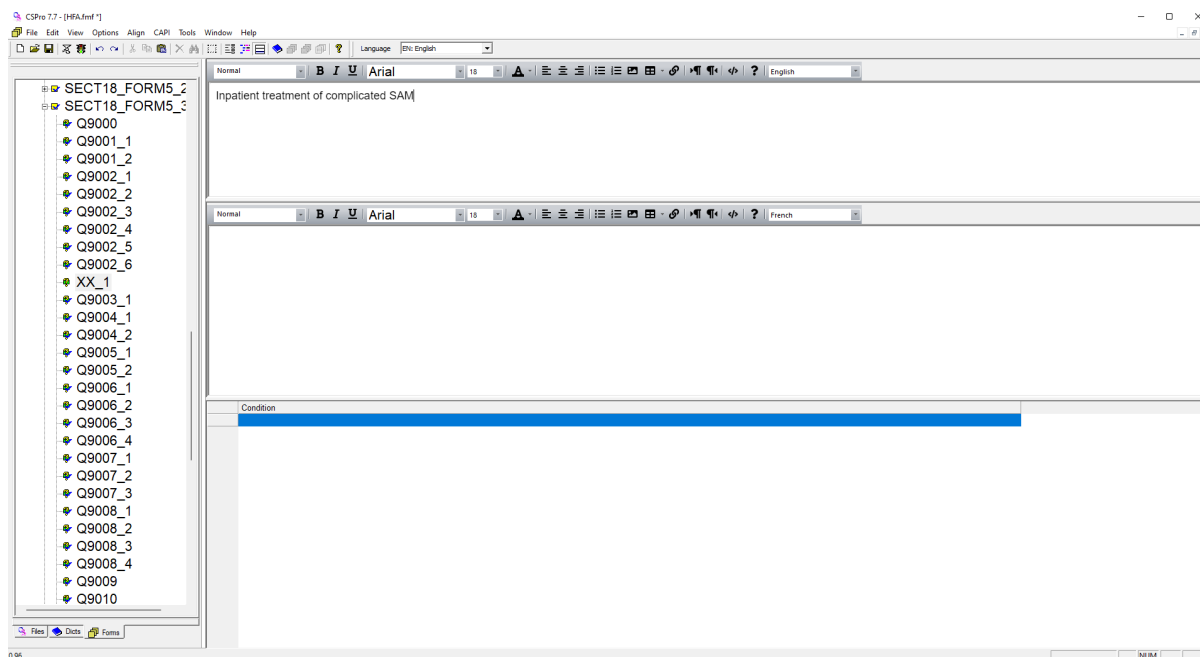 CSPro 7.7 - [HFA.fmf *]
File Edit View Options Align CAPI Tools Window Help
Language EN: English
Normal B I U Arial 18 A ? English
SECT18_FORM5_2
SECT18_FORM5_3
Q9000
Q9001_1
Q9001_2
Q9002_1
Q9002_2
Q9002_3
Q9002_4
Q9002_5
Q9002_6
XX_1
Q9003_1
Q9004_1
Q9004_2
Q9005_1
Q9005_2
Q9006_1
Q9006_2
Q9006_3
Q9006_4
Q9007_1
Q9007_2
Q9007_3
Q9008_1
Q9008_2
Q9008_3
Q9008_4
Q9009
Q9010
Files Dicts Forms
Inpatient treatment of complicated SAM
Normal B I U Arial 18 A ? French
Condition
0.96
NUM